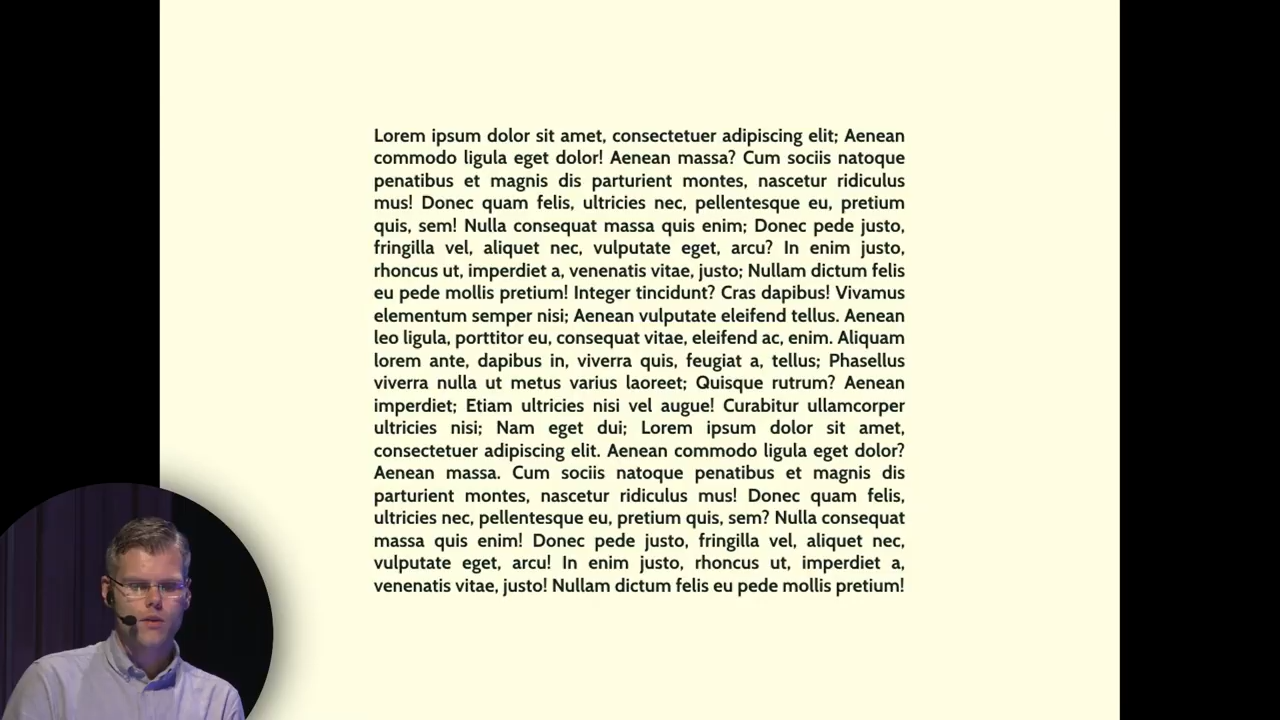 Lorem ipsum dolor sit amet, consectetuer adipiscing elit; Aenean
commodo ligula eget dolor! Aenean massa? Cum sociis natoque
penatibus et magnis dis parturient montes, nascetur ridiculus
mus! Donec quam felis, ultricies nec, pellentesque eu, pretium
quis, sem! Nulla consequat massa quis enim; Donec pede justo,
fringilla vel, aliquet nec, vulputate eget, arcu? In enim justo,
rhoncus ut, imperdiet a, venenatis vitae, justo; Nullam dictum felis
eu pede mollis pretium! Integer tincidunt? Cras dapibus! Vivamus
elementum semper nisi; Aenean vulputate eleifend tellus. Aenean
leo ligula, porttitor eu, consequat vitae, eleifend ac, enim. Aliquam
lorem ante, dapibus in, viverra quis, feugiat a, tellus; Phasellus
viverra nulla ut metus varius laoreet; Quisque rutrum? Aenean
imperdiet; Etiam ultricies nisi vel augue! Curabitur ullamcorper
ultricies nisi; Nam eget dui; Lorem ipsum dolor sit amet,
consectetuer adipiscing elit. Aenean commodo ligula eget dolor?
Aenean massa. Cum sociis natoque penatibus et magnis dis
parturient montes, nascetur ridiculus mus! Donec quam felis,
ultricies nec, pellentesque eu, pretium quis, sem? Nulla consequat
massa quis enim! Donec pede justo, fringilla vel, aliquet nec,
vulputate eget, arcu! In enim justo, rhoncus ut, imperdiet a,
venenatis vitae, justo! Nullam dictum felis eu pede mollis pretium!